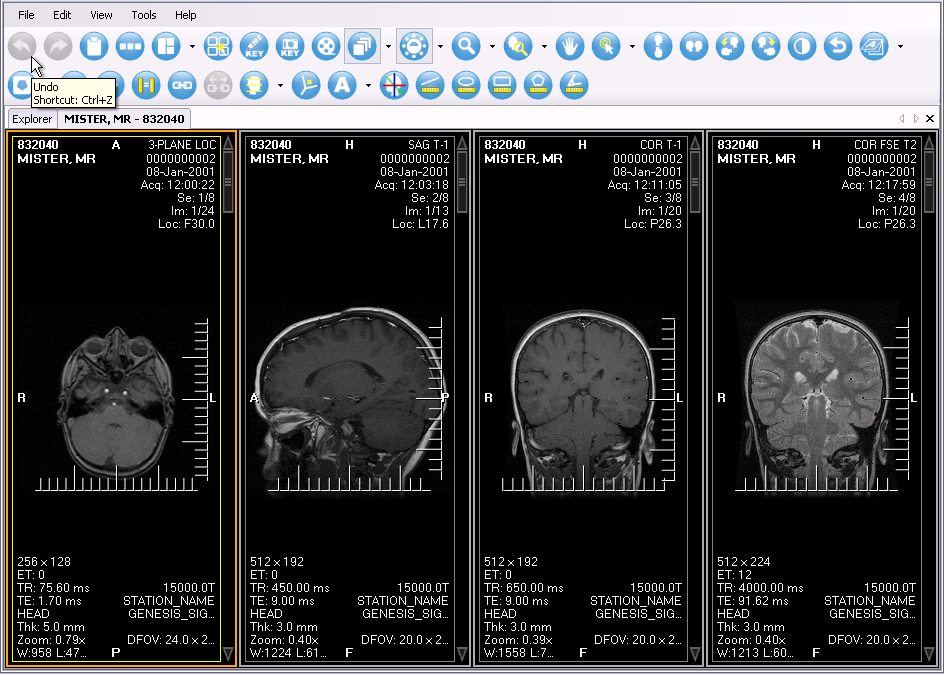 File Edit View Tools Help
KEY KEY
A
Undo
Shortcut: Ctrl+Z
Explorer MISTER, MR - 832040
832040 A 3-PLANE LOC
MISTER, MR 0000000002
08-Jan-2001
Acq: 12:00:22
Se: 1/8
Im: 1/24
Loc: F30.0
R L
256 x 128
ET: 0
TR: 75.60 ms 15000.0T
TE: 1.70 ms STATION_NAME
HEAD GENESIS_SIG...
Thk: 5.0 mm
Zoom: 0.79x DFOV: 24.0 x 2...
W:958 L:47... P
832040 H SAG T-1
MISTER, MR 0000000002
08-Jan-2001
Acq: 12:03:18
Se: 2/8
Im: 1/13
Loc: L17.6
A P
512 x 192
ET: 0
TR: 450.00 ms 15000.0T
TE: 9.00 ms STATION_NAME
HEAD GENESIS_SIG...
Thk: 3.0 mm
Zoom: 0.40x DFOV: 20.0 x 2...
W:1224 L:61... F
832040 H COR T-1
MISTER, MR 0000000002
08-Jan-2001
Acq: 12:11:05
Se: 3/8
Im: 1/20
Loc: P26.3
R L
512 x 192
ET: 0
TR: 650.00 ms 15000.0T
TE: 9.00 ms STATION_NAME
HEAD GENESIS_SIG...
Thk: 3.0 mm
Zoom: 0.39x DFOV: 20.0 x 2...
W:1558 L:7... F
832040 H COR FSE T2
MISTER, MR 0000000002
08-Jan-2001
Acq: 12:17:59
Se: 4/8
Im: 1/20
Loc: P26.3
R L
512 x 224
ET: 12
TR: 4000.00 ms 15000.0T
TE: 91.62 ms STATION_NAME
HEAD GENESIS_SIG...
Thk: 3.0 mm
Zoom: 0.40x DFOV: 20.0 x 2...
W:1213 L:60... F